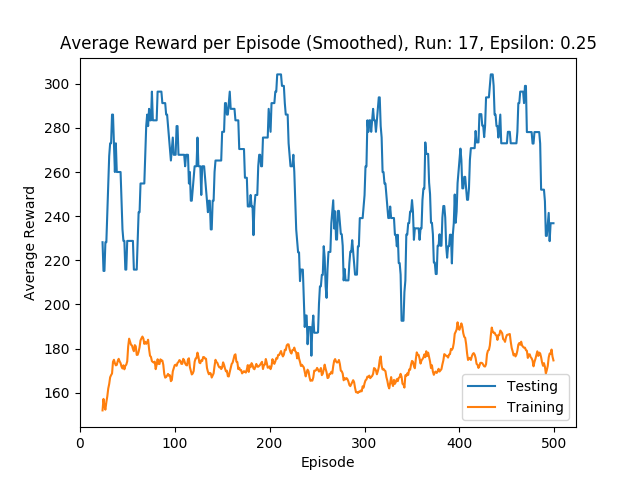 Average Reward per Episode (Smoothed), Run: 17, Epsilon: 0.25
Average Reward
300
280
260
240
220
200
180
160
0 100 200 300 400 500
Episode
Testing
Training